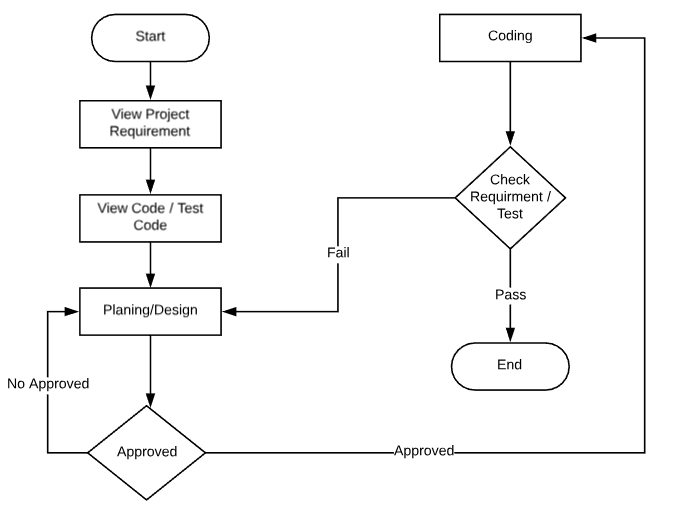 Start
View Project
Requirement
View Code / Test
Code
Planing/Design
No Approved
Approved
Approved
Coding
Check
Requirment /
Test
Fail
Pass
End